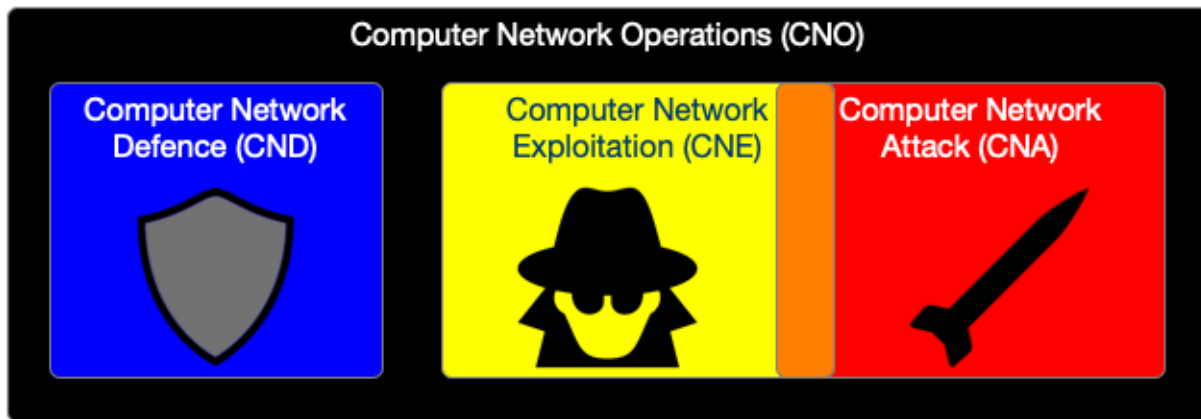 Computer Network Operations (CNO)
Computer Network
Defence (CND)
Computer Network
Exploitation (CNE)
Computer Network
Attack (CNA)